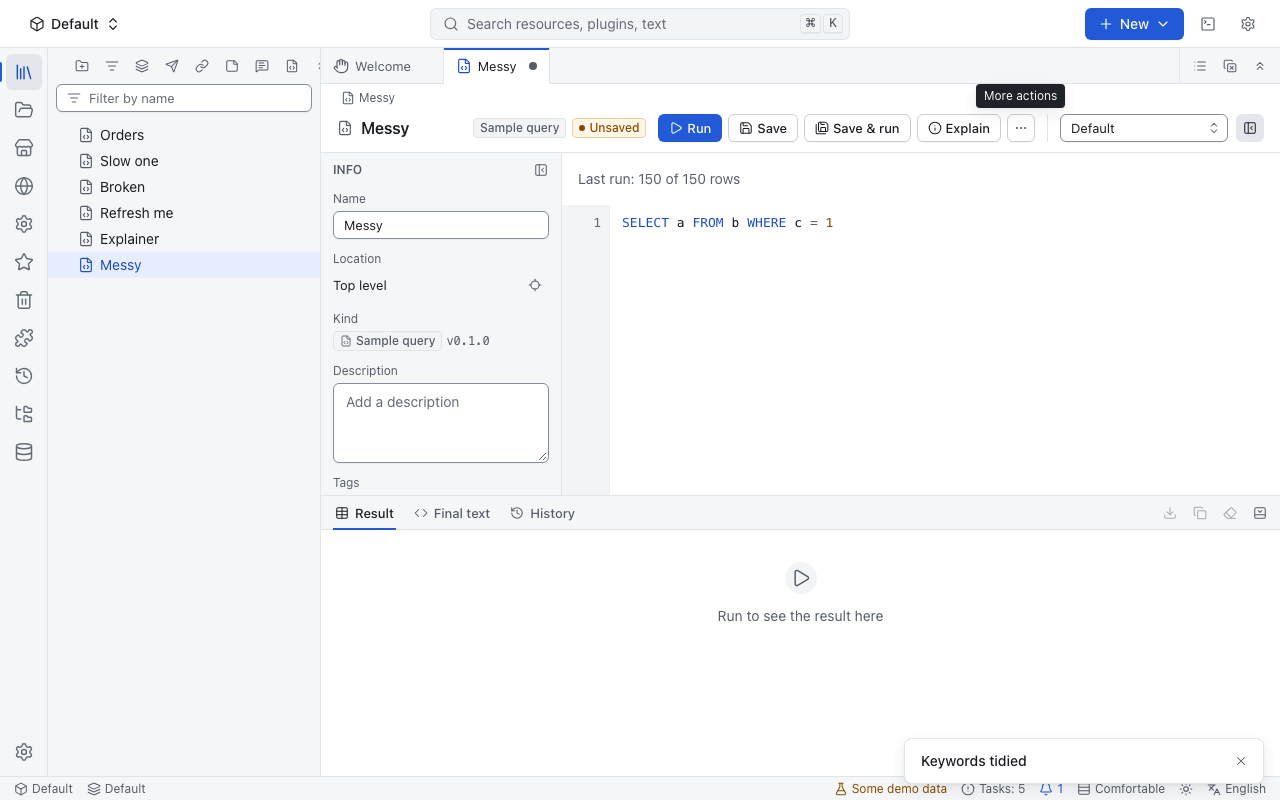 Default
Search resources, plugins, text
⌘ K
New
Welcome
Messy
More actions
Filter by name
Messy
Messy
Sample query
Unsaved
Run
Save
Save & run
Explain
Default
Orders
Slow one
Broken
Refresh me
Explainer
Messy
INFO
Name
Messy
Location
Top level
Kind
Sample query v0.1.0
Description
Add a description
Tags
Last run: 150 of 150 rows
1 SELECT a FROM b WHERE c = 1
Result
Final text
History
Run to see the result here
Keywords tidied
Default
Default
Some demo data
Tasks: 5
1
Comfortable
English